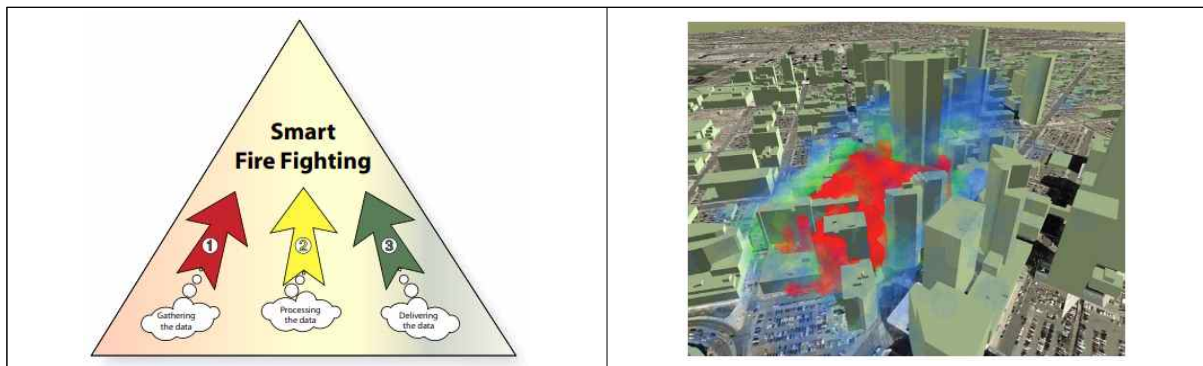 Smart
Fire Fighting
1
2
3
Gathering
the data
Processing
the data
Delivering
the data